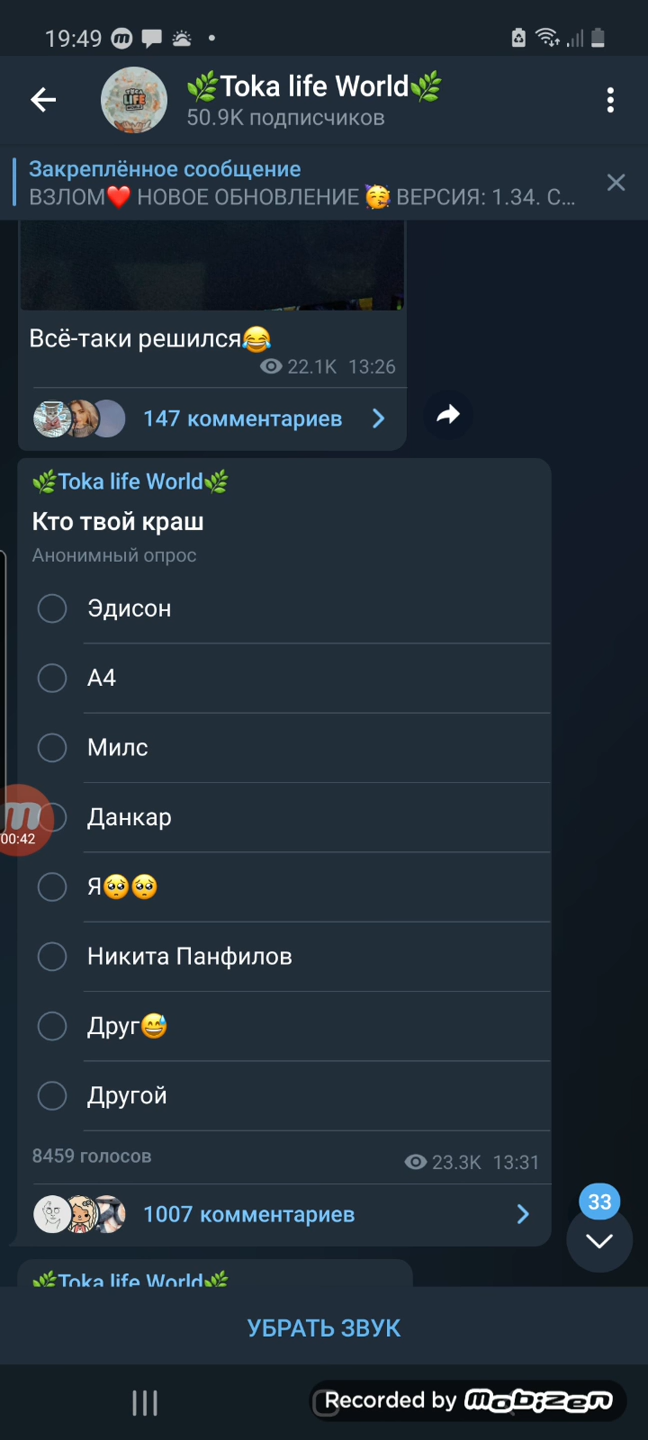 19:49
🌿Toka life World🌿
50.9K подписчиков
Закреплённое сообщение
ВЗЛОМ❤️ НОВОЕ ОБНОВЛЕНИЕ 🥳 ВЕРСИЯ: 1.34. С...
Всё-таки решился😂
22.1K 13:26
147 комментариев
🌿Toka life World🌿
Кто твой краш
Анонимный опрос
Эдисон
А4
Милс
Данкар
00:42
Я🥺🥺
Никита Панфилов
Друг😅
Другой
8459 голосов
23.3K 13:31
1007 комментариев
33
🌿Toka life World🌿
УБРАТЬ ЗВУК
Recorded by mobizen